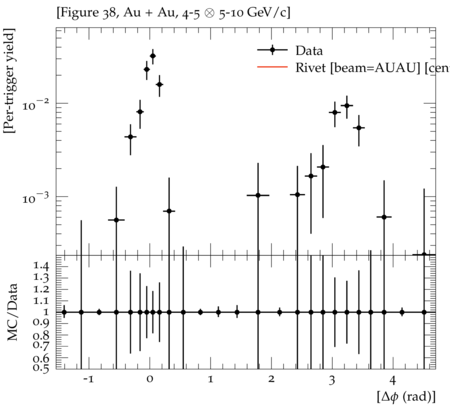 [Figure 38, Au + Au, 4-5 ⊗ 5-10 GeV/c]
[Per-trigger yield]
Data
Rivet [beam=AUAU] [cen
10⁻²
10⁻³
MC/Data
1.4
1.3
1.2
1.1
1
0.9
0.8
0.7
0.6
0.5
-1 0 1 2 3 4
[Δϕ (rad)]